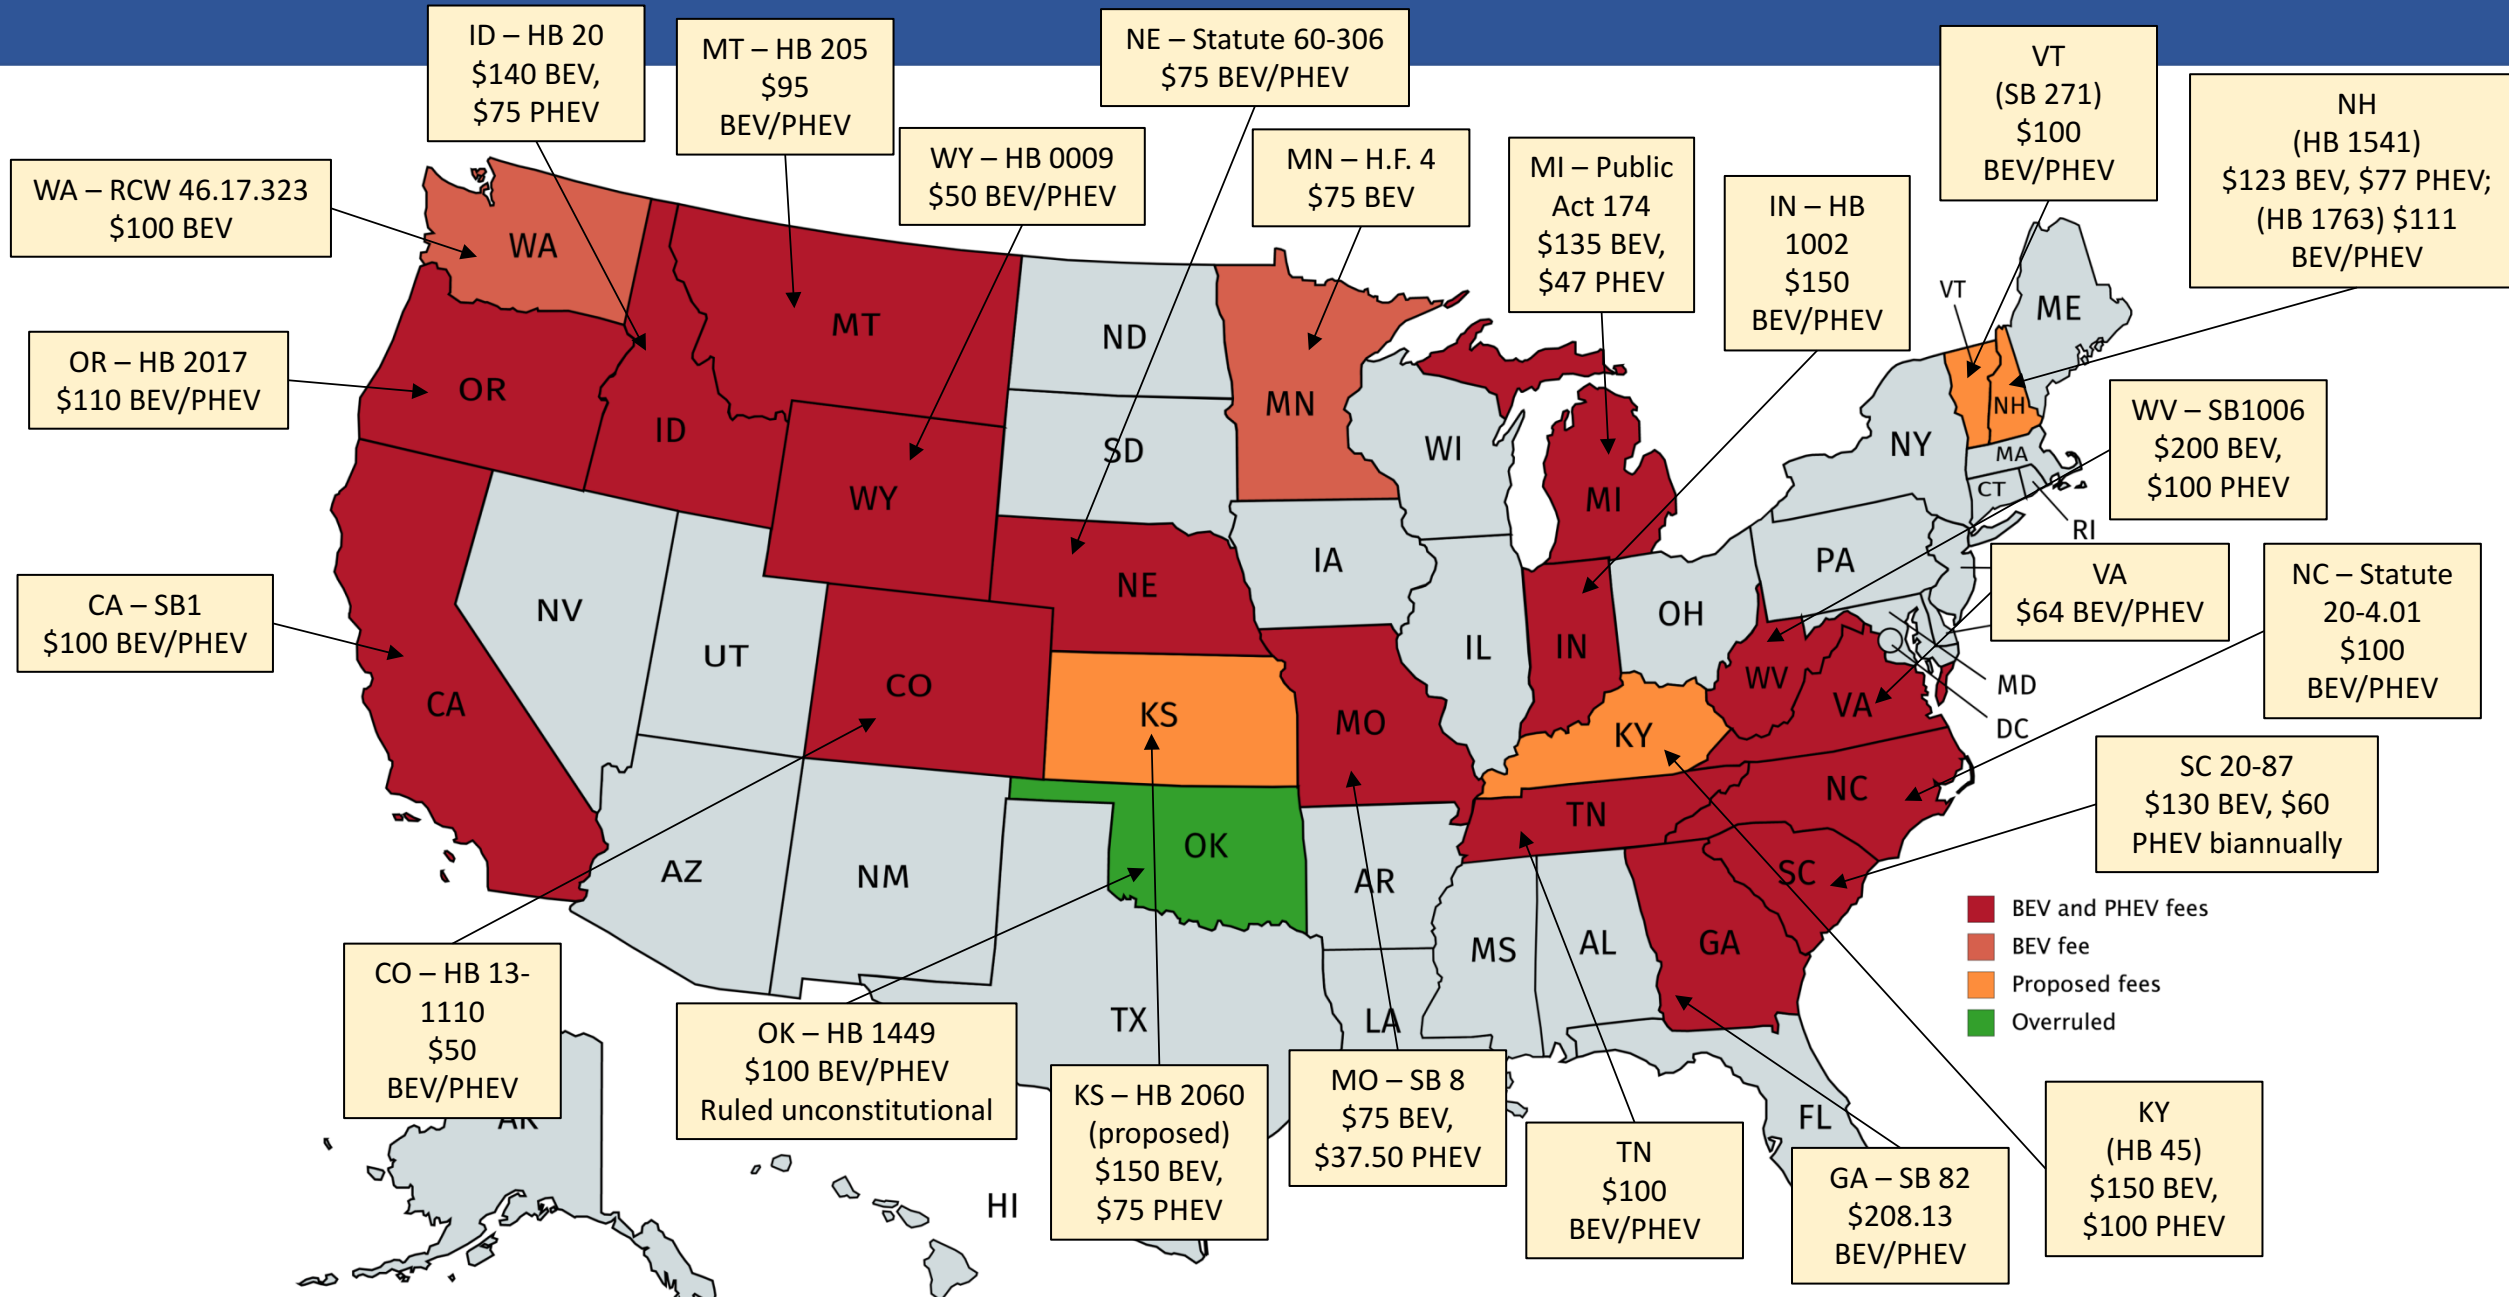 ID – HB 20
$140 BEV,
$75 PHEV
MT – HB 205
$95
BEV/PHEV
NE – Statute 60-306
$75 BEV/PHEV
VT
(SB 271)
$100
BEV/PHEV
NH
(HB 1541)
$123 BEV, $77 PHEV;
(HB 1763) $111
BEV/PHEV
WA – RCW 46.17.323
$100 BEV
WY – HB 0009
$50 BEV/PHEV
MN – H.F. 4
$75 BEV
MI – Public
Act 174
$135 BEV,
$47 PHEV
IN – HB
1002
$150
BEV/PHEV
OR – HB 2017
$110 BEV/PHEV
WV – SB1006
$200 BEV,
$100 PHEV
CA – SB1
$100 BEV/PHEV
VA
$64 BEV/PHEV
NC – Statute
20-4.01
$100
BEV/PHEV
SC 20-87
$130 BEV, $60
PHEV biannually
CO – HB 13-
1110
$50
BEV/PHEV
OK – HB 1449
$100 BEV/PHEV
Ruled unconstitutional
KS – HB 2060
(proposed)
$150 BEV,
$75 PHEV
MO – SB 8
$75 BEV,
$37.50 PHEV
TN
$100
BEV/PHEV
GA – SB 82
$208.13
BEV/PHEV
KY
(HB 45)
$150 BEV,
$100 PHEV
WA
MT
ND
MN
VT
ME
OR
ID
SD
WI
NH
NY
MA
WY
MI
CT
RI
NV
UT
NE
IA
PA
OH
IL
IN
CO
CA
KS
MO
KY
WV
VA
MD
DC
AZ
NM
OK
AR
TN
NC
SC
MS
AL
GA
TX
LA
FL
AK
HI
BEV and PHEV fees
BEV fee
Proposed fees
Overruled